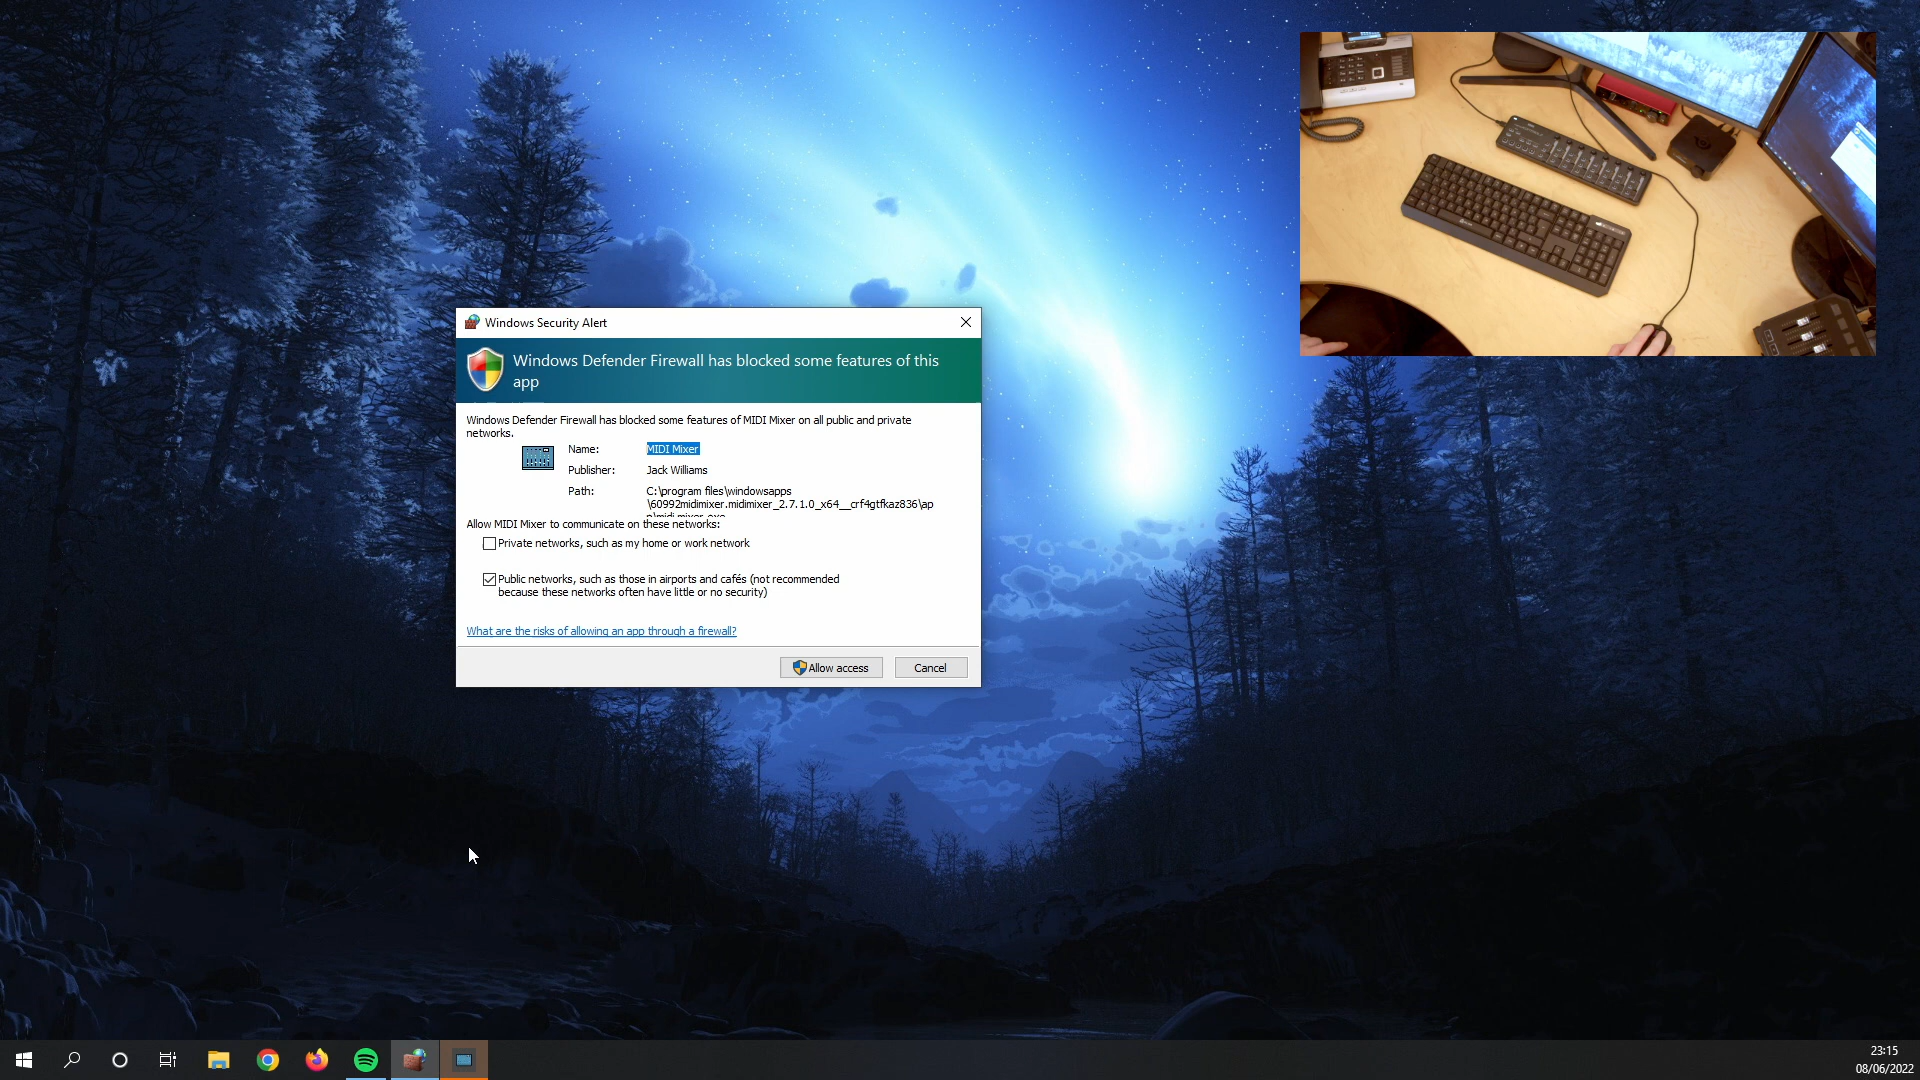 Windows Security Alert
Windows Defender Firewall has blocked some features of this
app
Windows Defender Firewall has blocked some features of MIDI Mixer on all public and private
networks.
Name: MIDI Mixer
Publisher: Jack Williams
Path: C:\program files\windowsapps
\60992midimixer.midimixer_2.7.1.0_x64__crf4gtfkaz836\ap
p\midi mixer.exe
Allow MIDI Mixer to communicate on these networks:
Private networks, such as my home or work network
Public networks, such as those in airports and cafés (not recommended
because these networks often have little or no security)
What are the risks of allowing an app through a firewall?
Allow access
Cancel
23:15
08/06/2022